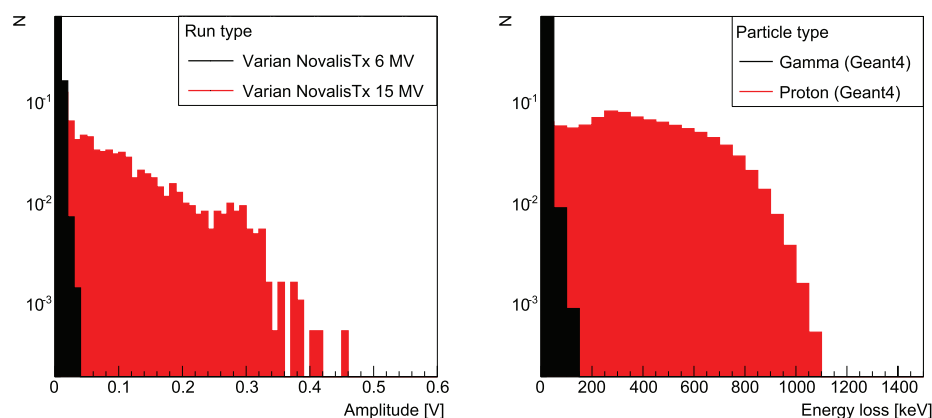 N
Run type
Varian NovalisTx 6 MV
Varian NovalisTx 15 MV
10-1
10-2
10-3
0 0.1 0.2 0.3 0.4 0.5 0.6
Amplitude [V]
N
Particle type
Gamma (Geant4)
Proton (Geant4)
10-1
10-2
10-3
0 200 400 600 800 1000 1200 1400
Energy loss [keV]